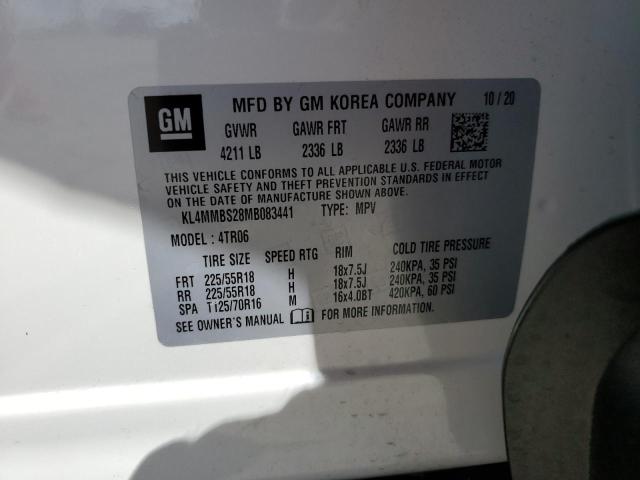 GM MFD BY GM KOREA COMPANY 10/20
GVWR GAWR FRT GAWR RR
4211 LB 2336 LB 2336 LB
THIS VEHICLE CONFORMS TO ALL APPLICABLE U.S. FEDERAL MOTOR
VEHICLE SAFETY AND THEFT PREVENTION STANDARDS IN EFFECT
ON THE DATE OF MANUFACTURE SHOWN ABOVE.
KL4MMBS28MB083441 TYPE: MPV
MODEL: 4TR06
TIRE SIZE SPEED RTG RIM COLD TIRE PRESSURE
FRT 225/55R18 H 18x7.5J 240KPA, 35 PSI
RR 225/55R18 H 18x7.5J 240KPA, 35 PSI
SPA T125/70R16 M 16x4.0BT 420KPA, 60 PSI
SEE OWNER'S MANUAL FOR MORE INFORMATION